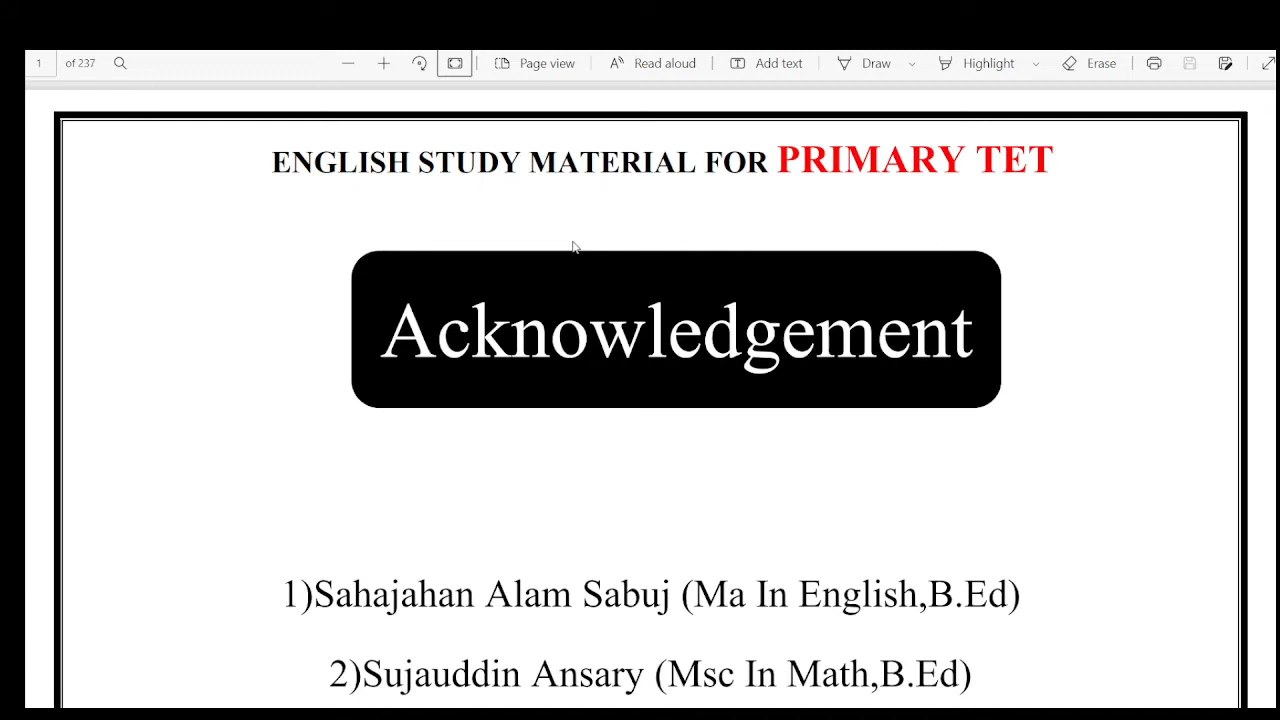 1 of 237 Page view Read aloud Add text Draw Highlight Erase
ENGLISH STUDY MATERIAL FOR PRIMARY TET
Acknowledgement
1)Sahajahan Alam Sabuj (Ma In English,B.Ed)
2)Sujauddin Ansary (Msc In Math,B.Ed)